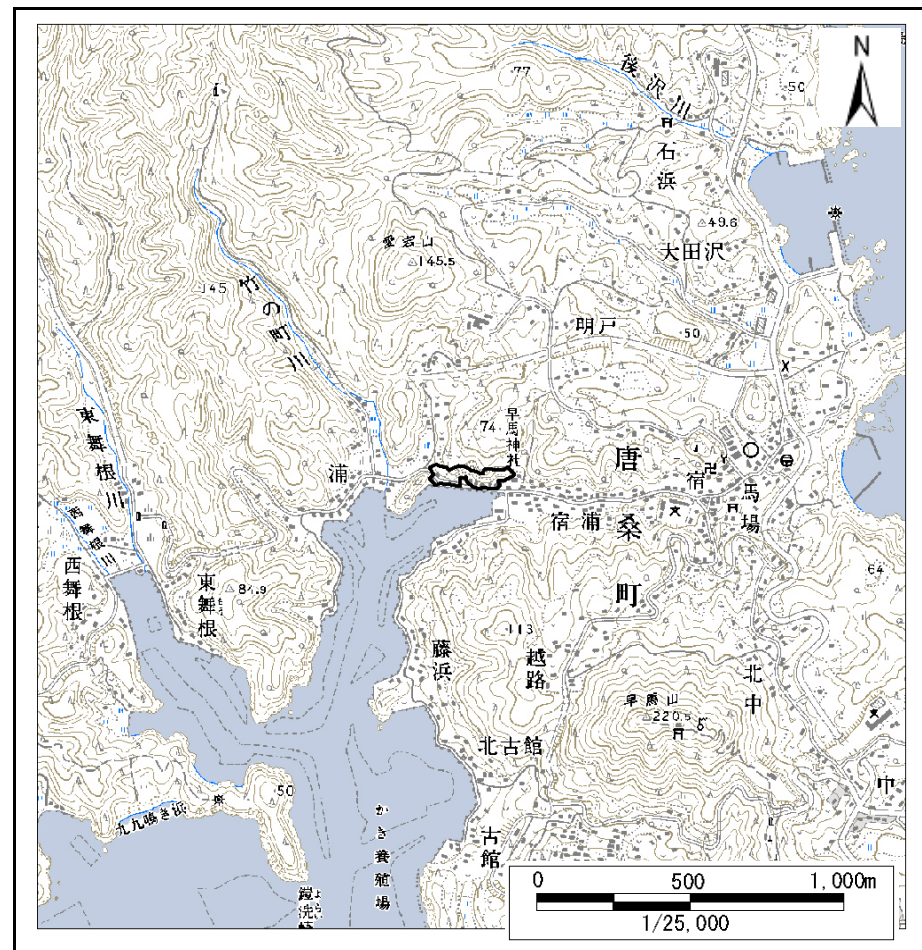 N
77
後沢川
50
石浜
49.6
愛宕山
145.5
大田沢
145
竹の町川
明戸
50
東舞根川
74
早馬神社
唐桑町
浦
宿
馬場
宿浦
西舞根川
西舞根
東舞根
84.9
64
113
藤浜
越路
北中
早馬山
220.5
北古館
中
50
九九鳴き浜
かき養殖場
古館
0 500 1,000m
1/25,000